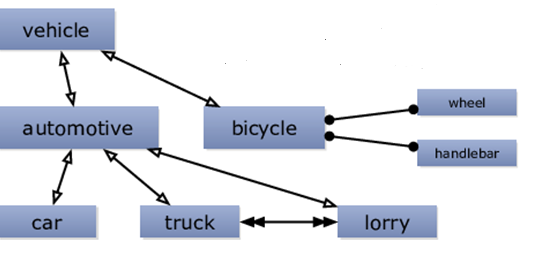 vehicle
automotive
bicycle
wheel
handlebar
car
truck
lorry